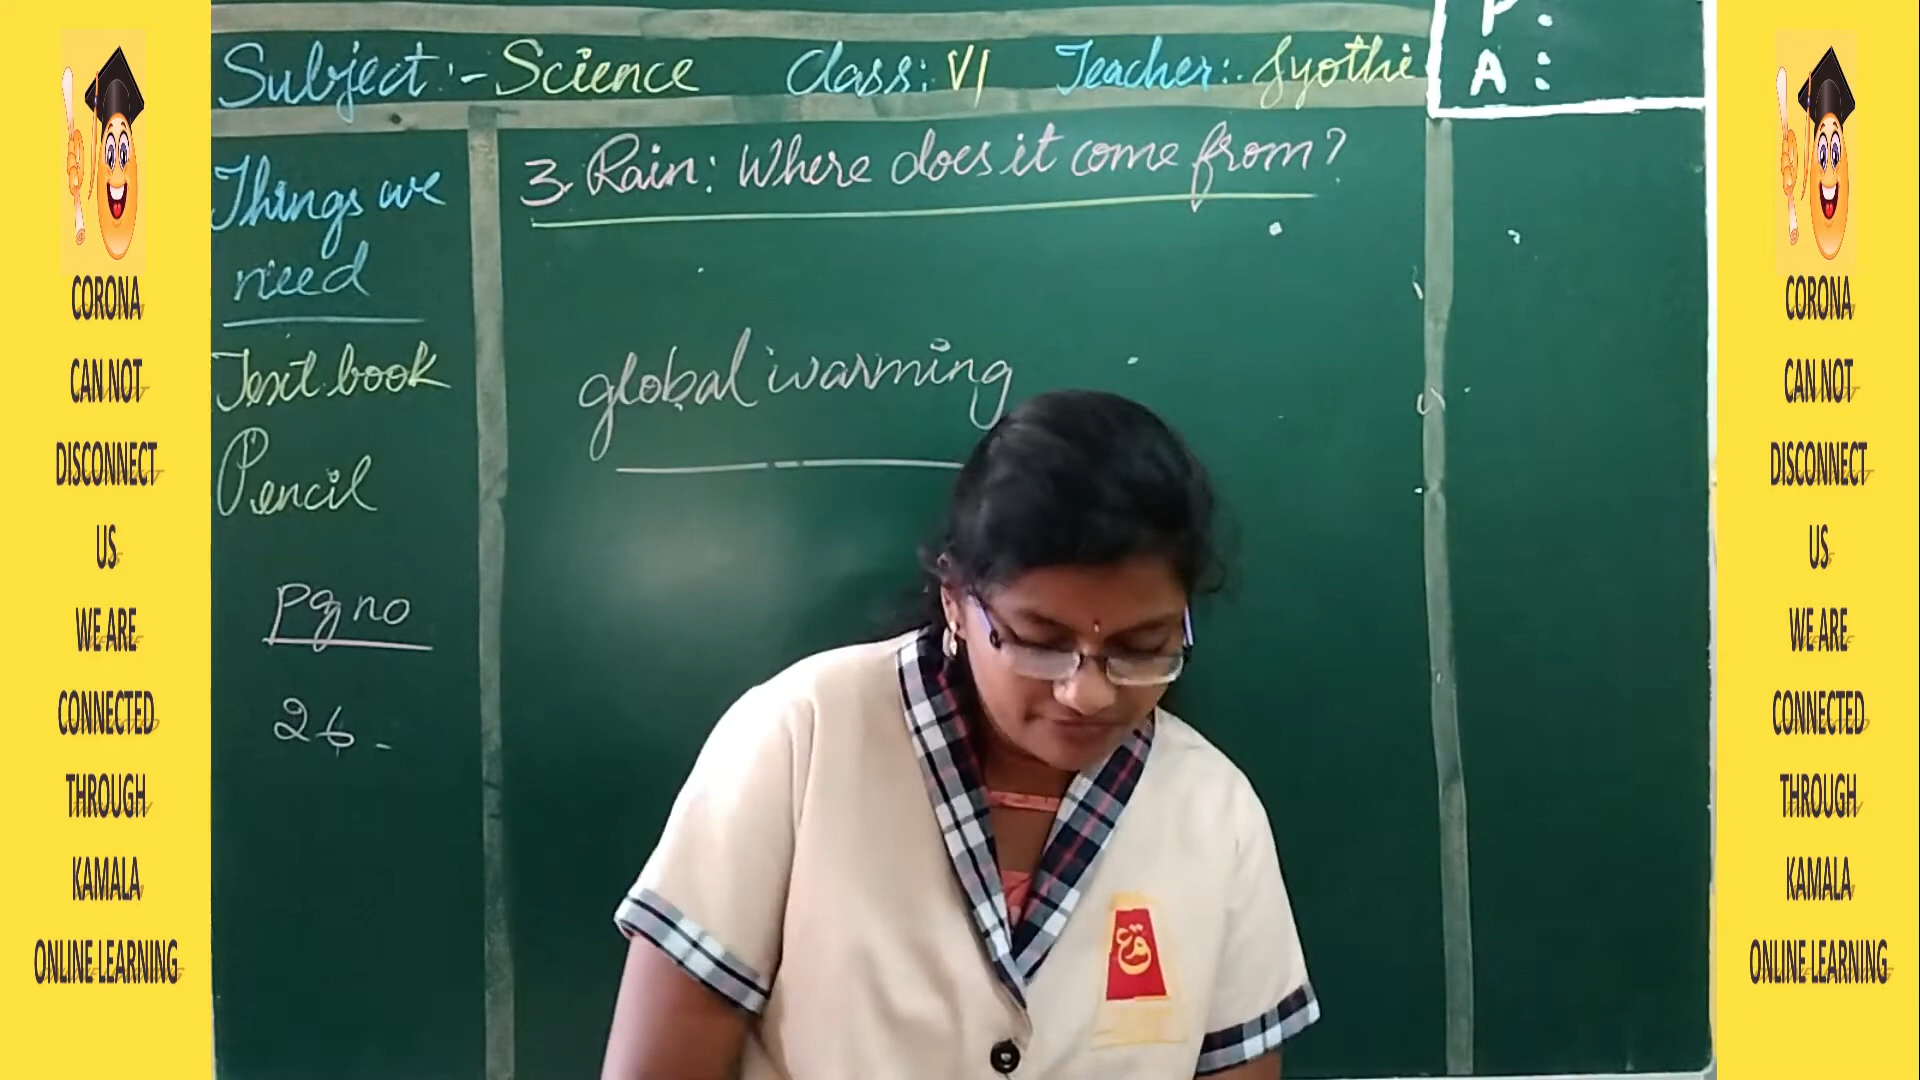 Subject :- Science Class: VI Teacher:. Jyothi
P:
A:
Things we
need
Text book
Pencil
Pg no
26 -
3. Rain: Where does it come from?
global warming
CORONA
CAN NOT
DISCONNECT
US
WE ARE
CONNECTED
THROUGH
KAMALA
ONLINE LEARNING
CORONA
CAN NOT
DISCONNECT
US
WE ARE
CONNECTED
THROUGH
KAMALA
ONLINE LEARNING